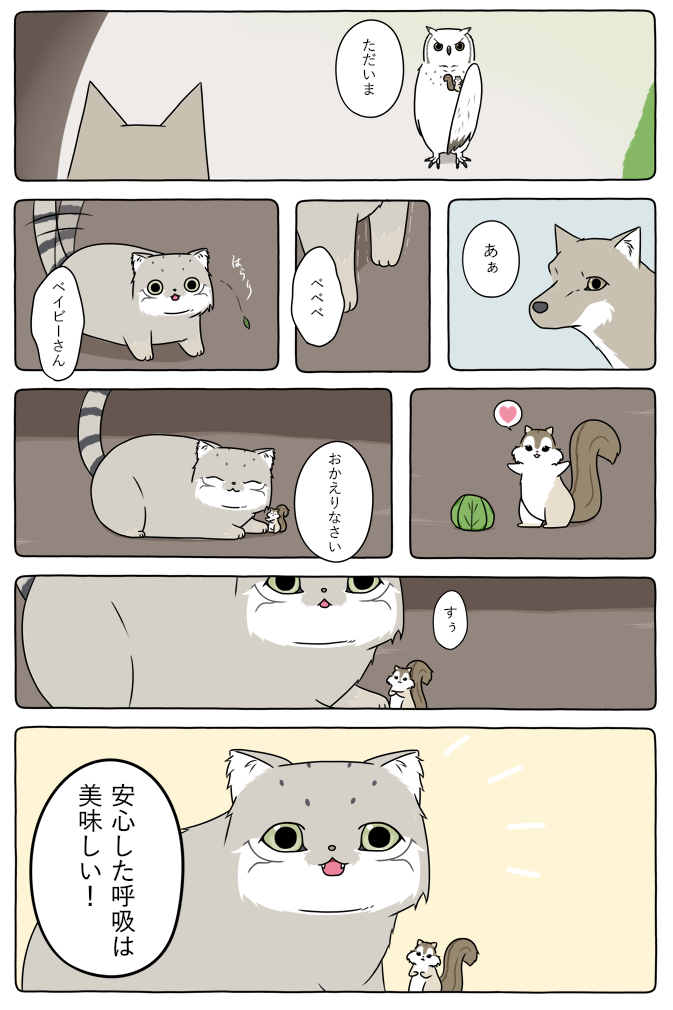 ただいま
あぁ
べべべ
はらり
ベイビーさん
おかえりなさい
すぅ
安心した呼吸は
美味しい！